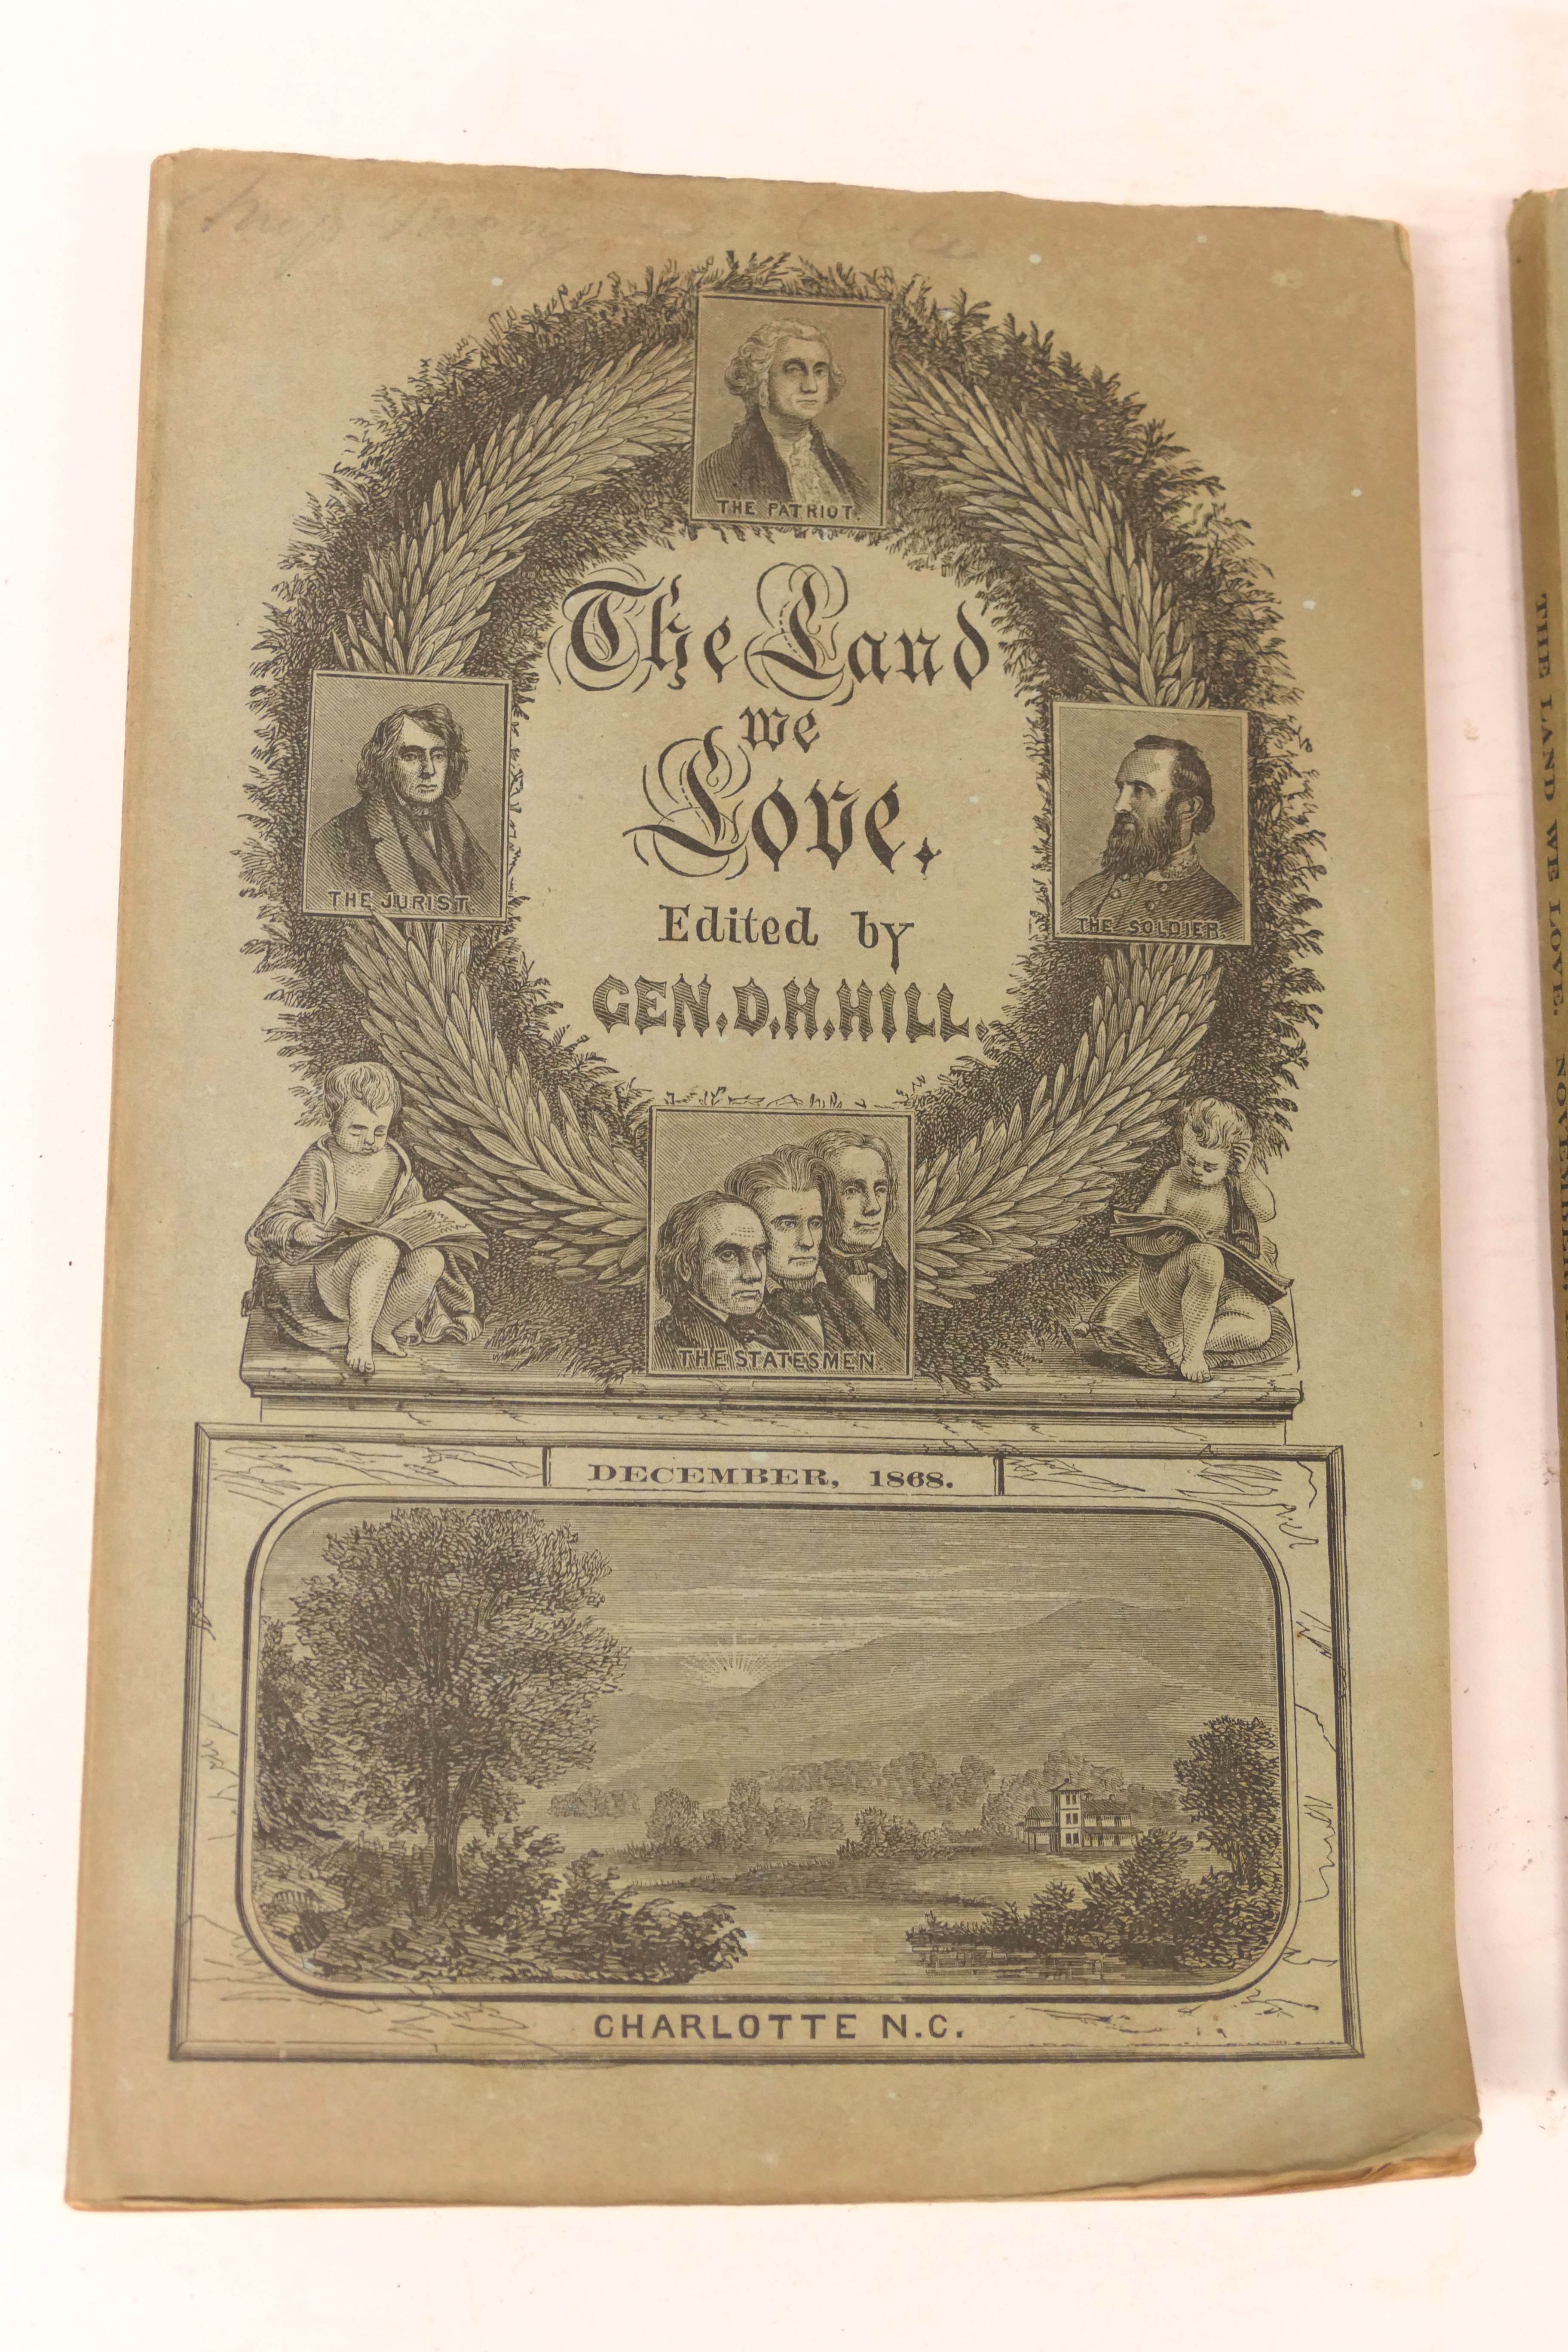 THE PATRIOT.
The Land
we
Love.
Edited by
GEN. D. H. HILL.
THE JURIST.
THE SOLDIER.
THE STATESMEN.
DECEMBER, 1868.
CHARLOTTE N.C.
THE LAND WE LOVE. NOVEMBER,